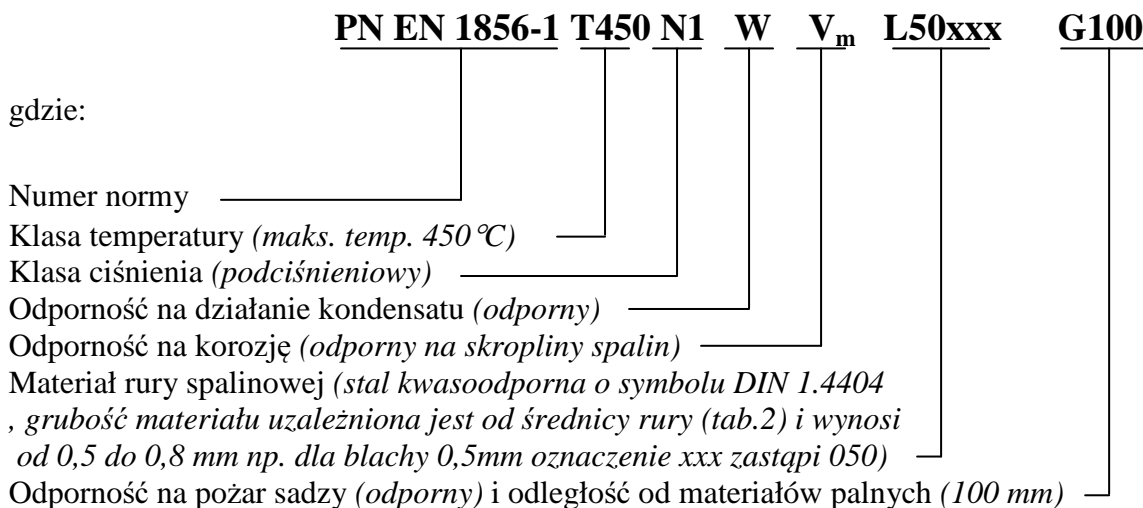 PN EN 1856-1 T450 N1 W Vm L50xxx G100
gdzie:
Numer normy
Klasa temperatury (maks. temp. 450°C)
Klasa ciśnienia (podciśnieniowy)
Odporność na działanie kondensatu (odporny)
Odporność na korozję (odporny na skropliny spalin)
Materiał rury spalinowej (stal kwasoodporna o symbolu DIN 1.4404
, grubość materiału uzależniona jest od średnicy rury (tab.2) i wynosi
od 0,5 do 0,8 mm np. dla blachy 0,5mm oznaczenie xxx zastąpi 050)
Odporność na pożar sadzy (odporny) i odległość od materiałów palnych (100 mm)